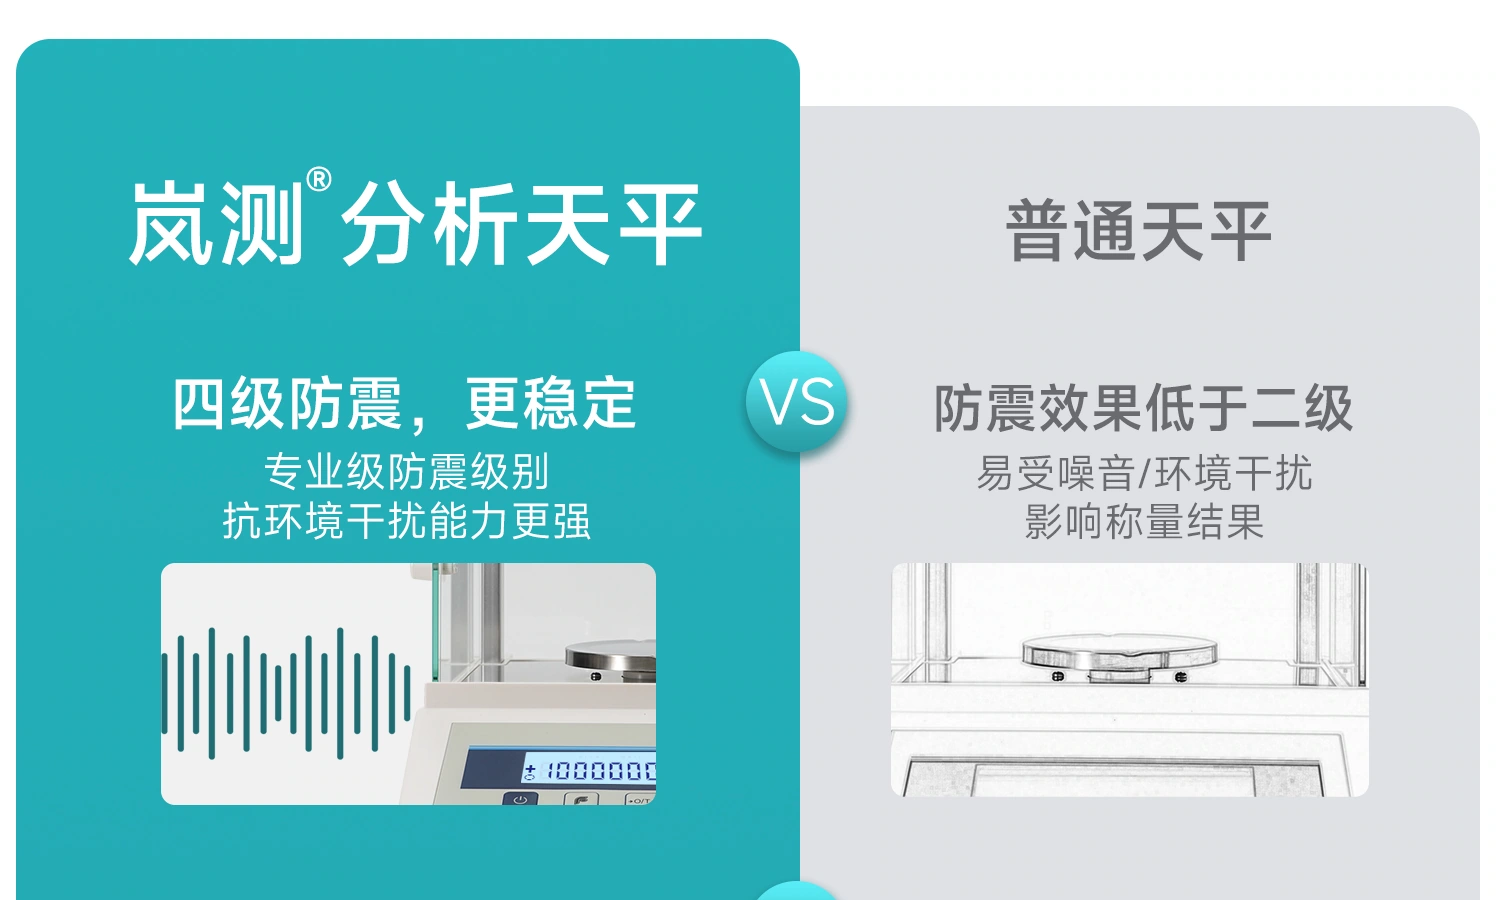 岚测®分析天平
四级防震，更稳定
专业级防震级别
抗环境干扰能力更强
1000000
VS
普通天平
防震效果低于二级
易受噪音/环境干扰
影响称量结果